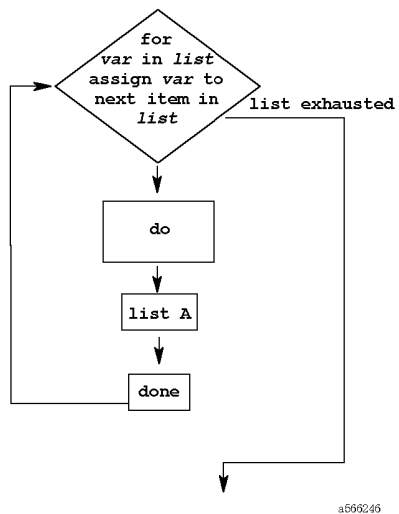 for
var in list
assign var to
next item in
list
list exhausted
do
list A
done
a566246